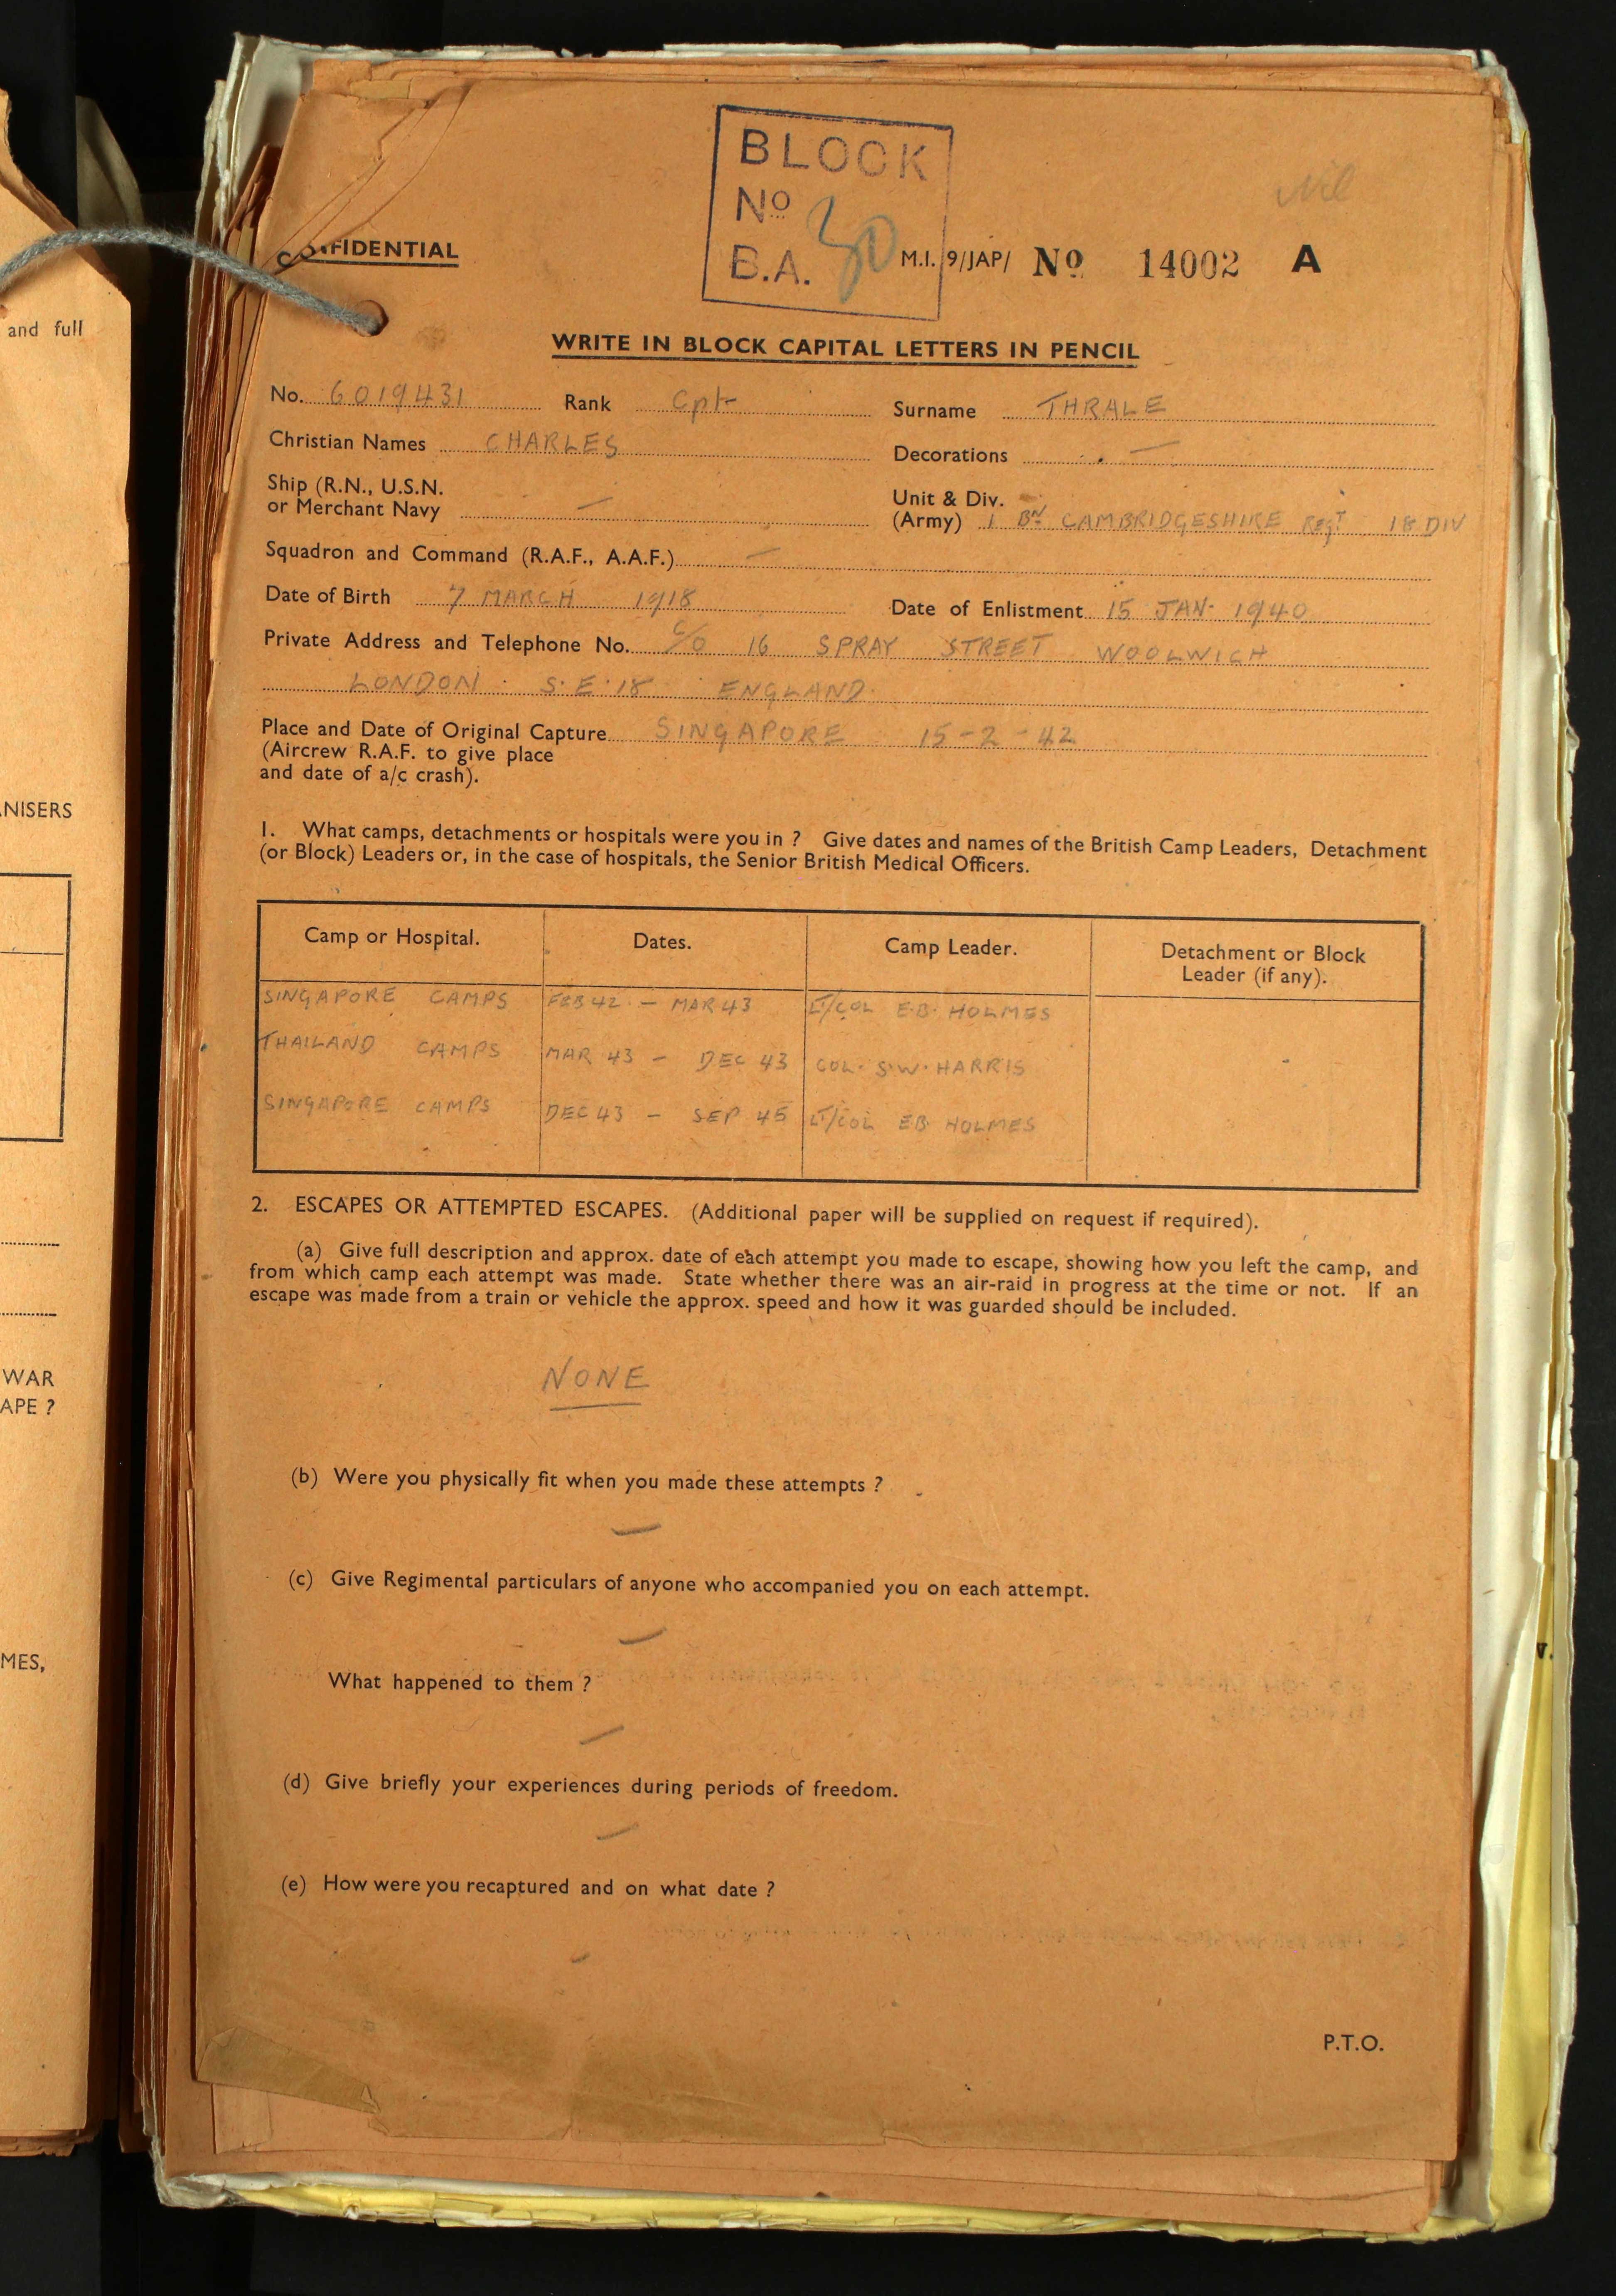 and full
NISERS
WAR
APE ?
MES,
BLOCK
No 30
B.A.
Nil
CONFIDENTIAL
M.I. 9/JAP/ No 14002 A
WRITE IN BLOCK CAPITAL LETTERS IN PENCIL
No. 6019431 Rank Cpl Surname THRALE
Christian Names CHARLES Decorations . —
Ship (R.N., U.S.N.
or Merchant Navy —
Unit & Div.
(Army) 1 BN CAMBRIDGESHIRE REGT 18 DIV
Squadron and Command (R.A.F., A.A.F.) —
Date of Birth 7 MARCH 1918 Date of Enlistment 15 JAN. 1940
Private Address and Telephone No. C/O 16 SPRAY STREET WOOLWICH
LONDON. S.E.18 ENGLAND.
Place and Date of Original Capture SINGAPORE 15-2-42
(Aircrew R.A.F. to give place
and date of a/c crash).
1. What camps, detachments or hospitals were you in ? Give dates and names of the British Camp Leaders, Detachment
(or Block) Leaders or, in the case of hospitals, the Senior British Medical Officers.
Camp or Hospital. Dates. Camp Leader. Detachment or Block
Leader (if any).
SINGAPORE CAMPS FEB 42 - MAR 43 LT/COL E.B. HOLMES
THAILAND CAMPS MAR 43 - DEC 43 COL. S.W. HARRIS
SINGAPORE CAMPS DEC 43 - SEP 45 LT/COL EB. HOLMES
2. ESCAPES OR ATTEMPTED ESCAPES. (Additional paper will be supplied on request if required).
(a) Give full description and approx. date of each attempt you made to escape, showing how you left the camp, and
from which camp each attempt was made. State whether there was an air-raid in progress at the time or not. If an
escape was made from a train or vehicle the approx. speed and how it was guarded should be included.
NONE
(b) Were you physically fit when you made these attempts ?
—
(c) Give Regimental particulars of anyone who accompanied you on each attempt.
—
What happened to them ?
—
(d) Give briefly your experiences during periods of freedom.
—
(e) How were you recaptured and on what date ?
-
P.T.O.
V.